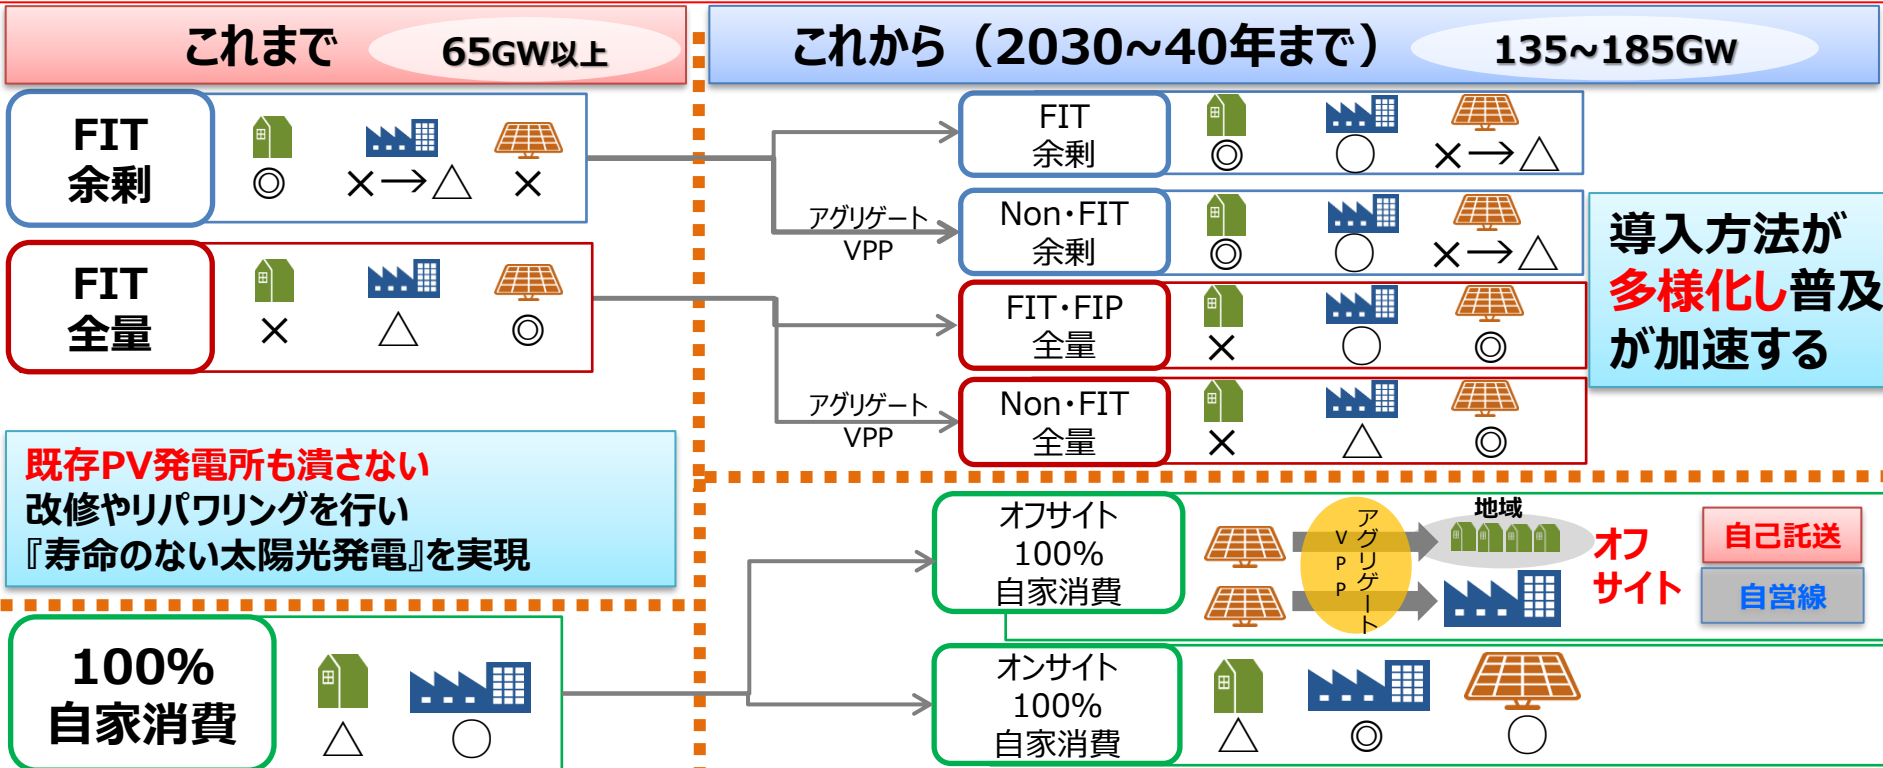 これまで 65GW以上
これから（2030~40年まで） 135~185GW
FIT
余剰
◎ ×→△ ×
FIT
全量
× △ ◎
既存PV発電所も潰さない
改修やリパワリングを行い
『寿命のない太陽光発電』を実現
100%
自家消費
△ ○
FIT
余剰
◎ ○ ×→△
アグリゲート
VPP
Non・FIT
余剰
◎ ○ ×→△
FIT・FIP
全量
× ○ ◎
アグリゲート
VPP
Non・FIT
全量
× △ ◎
導入方法が
多様化し普及
が加速する
オフサイト
100%
自家消費
アグリゲート
VPP
地域
オフ
サイト
自己託送
自営線
オンサイト
100%
自家消費
△ ◎ ○